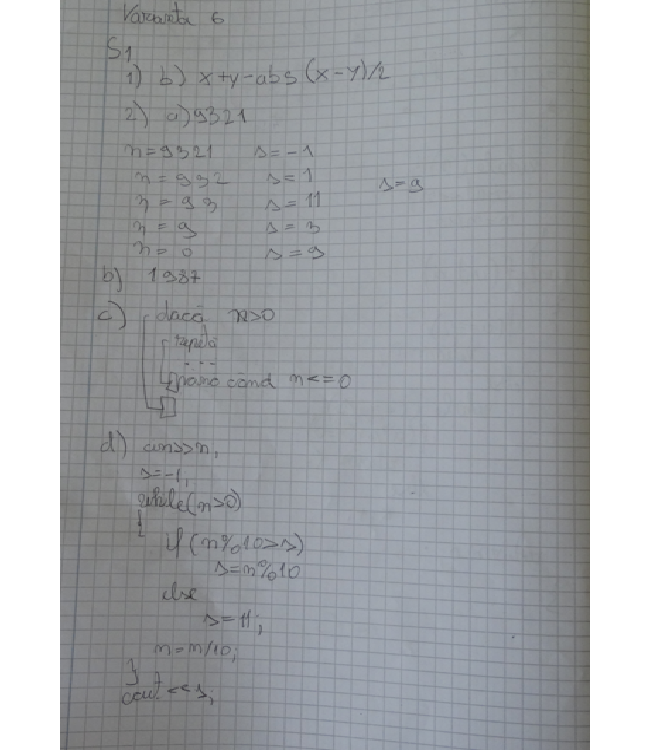 Varianta 6
S1
1) b) x+y-abs(x-y)/2
2) a) 9321
n=9321 s=-1
n=932 s=1
n=93 s=11 s=9
n=9 s=3
n=0 s=9
b) 1987
c) dacă n>0
repetă
...
până când n<=0
d) cin>>n;
s=-1;
while(n>0)
{
if(n%10>s)
s=n%10
else
s=11;
n=n/10;
}
cout<<s;